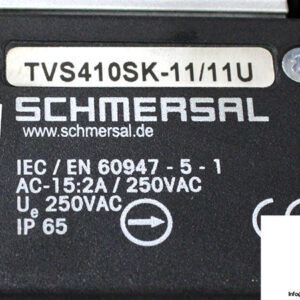 TVS410SK-11/11U
SCHMERSAL
www.schmersal.de
IEC / EN 60947 - 5 - 1
AC-15:2A / 250VAC
Ue 250VAC
IP 65